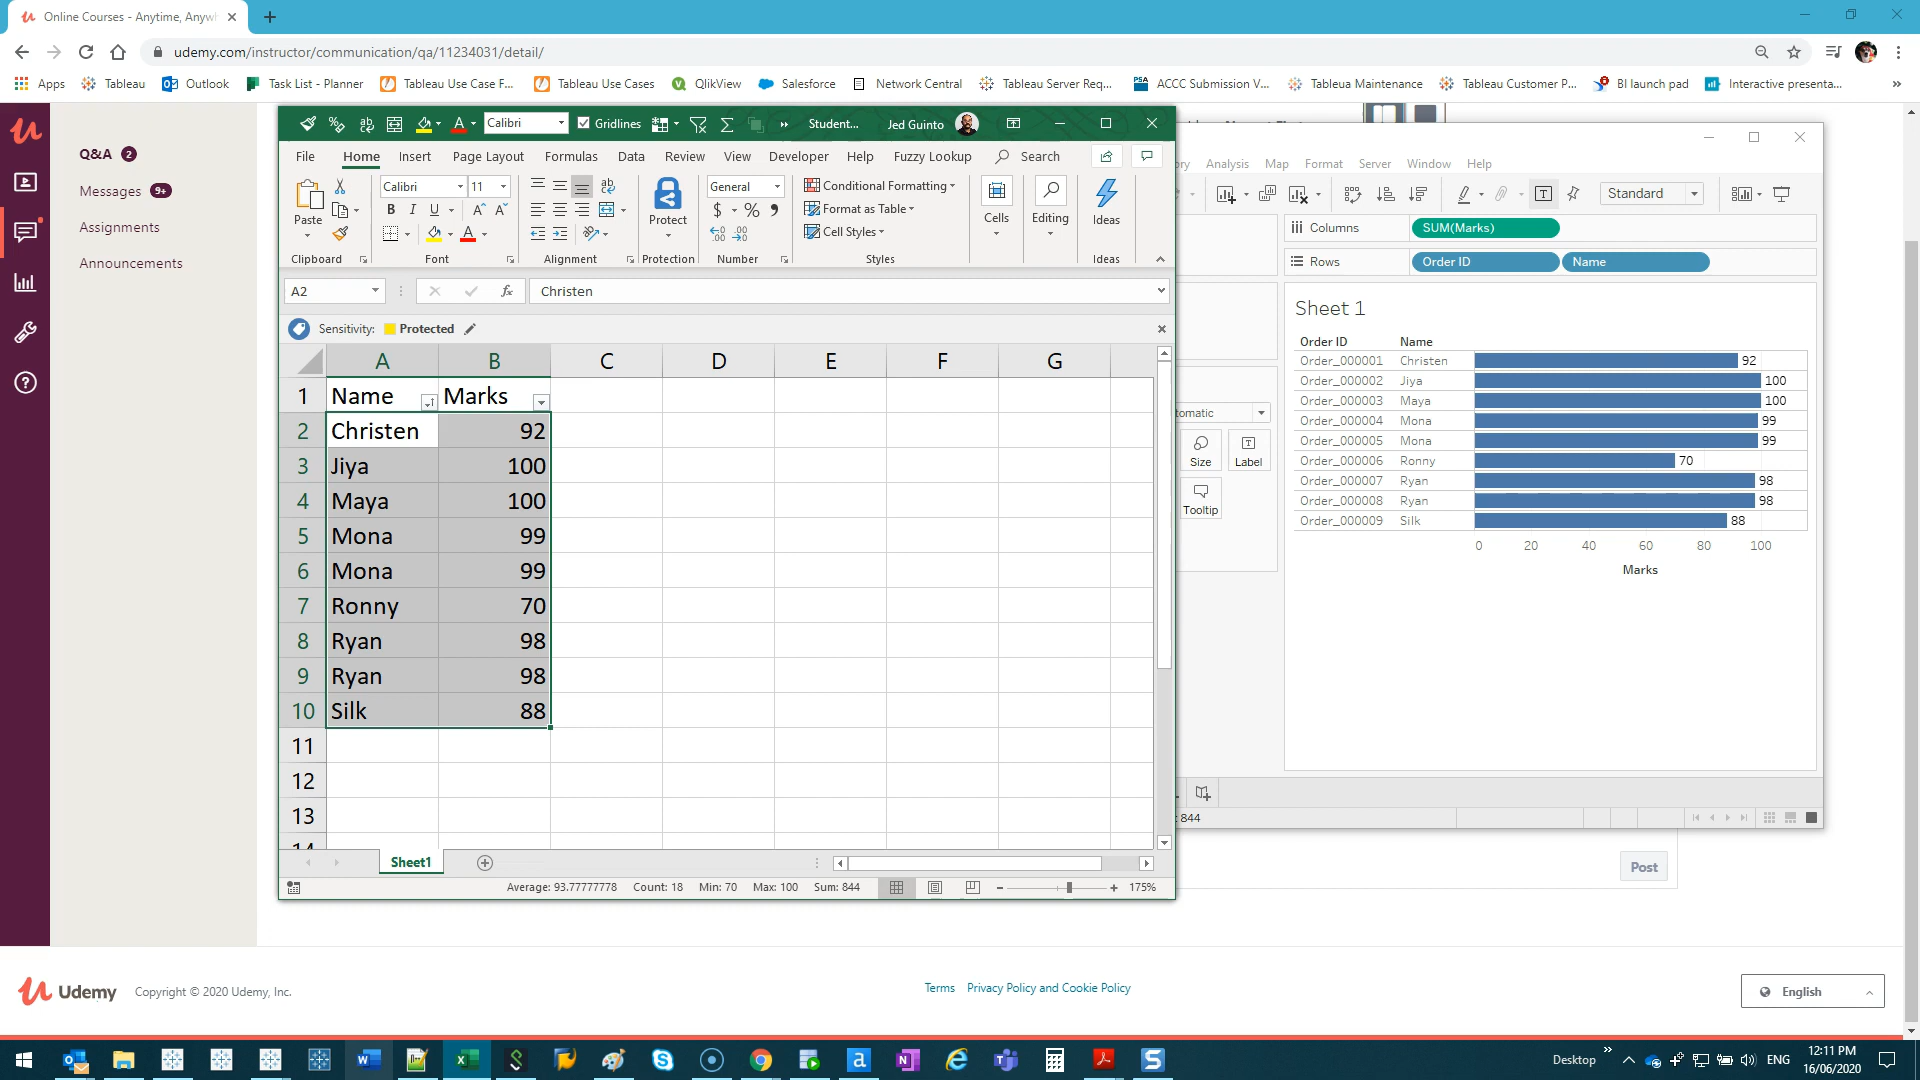 Online Courses - Anytime, Anywh
udemy.com/instructor/communication/qa/11234031/detail/
Apps Tableau Outlook Task List - Planner Tableau Use Case F... Tableau Use Cases QlikView Salesforce Network Central Tableau Server Req... PSA ACCC Submission V... Tableua Maintenance Tableau Customer P... BI launch pad Interactive presenta... »
Q&A 2
Messages 9+
Assignments
Announcements
Calibri Gridlines Student... Jed Guinto
File Home Insert Page Layout Formulas Data Review View Developer Help Fuzzy Lookup Search
Paste Calibri 11 Protect General Conditional Formatting Cells Editing Ideas
Format as Table
Cell Styles
Clipboard Font Alignment Protection Number Styles Ideas
A2 fx Christen
Sensitivity: Protected
A B C D E F G
1 Name Marks
2 Christen 92
3 Jiya 100
4 Maya 100
5 Mona 99
6 Mona 99
7 Ronny 70
8 Ryan 98
9 Ryan 98
10 Silk 88
11
12
13
14
Sheet1
Average: 93.77777778 Count: 18 Min: 70 Max: 100 Sum: 844 175%
ry Analysis Map Format Server Window Help
Standard
Columns SUM(Marks)
Rows Order ID Name
tomatic
Size Label
Tooltip
Sheet 1
Order ID Name
Order_000001 Christen 92
Order_000002 Jiya 100
Order_000003 Maya 100
Order_000004 Mona 99
Order_000005 Mona 99
Order_000006 Ronny 70
Order_000007 Ryan 98
Order_000008 Ryan 98
Order_000009 Silk 88
0 20 40 60 80 100
Marks
: 844
Post
Udemy Copyright © 2020 Udemy, Inc.
Terms Privacy Policy and Cookie Policy
English
Desktop ENG 12:11 PM
16/06/2020